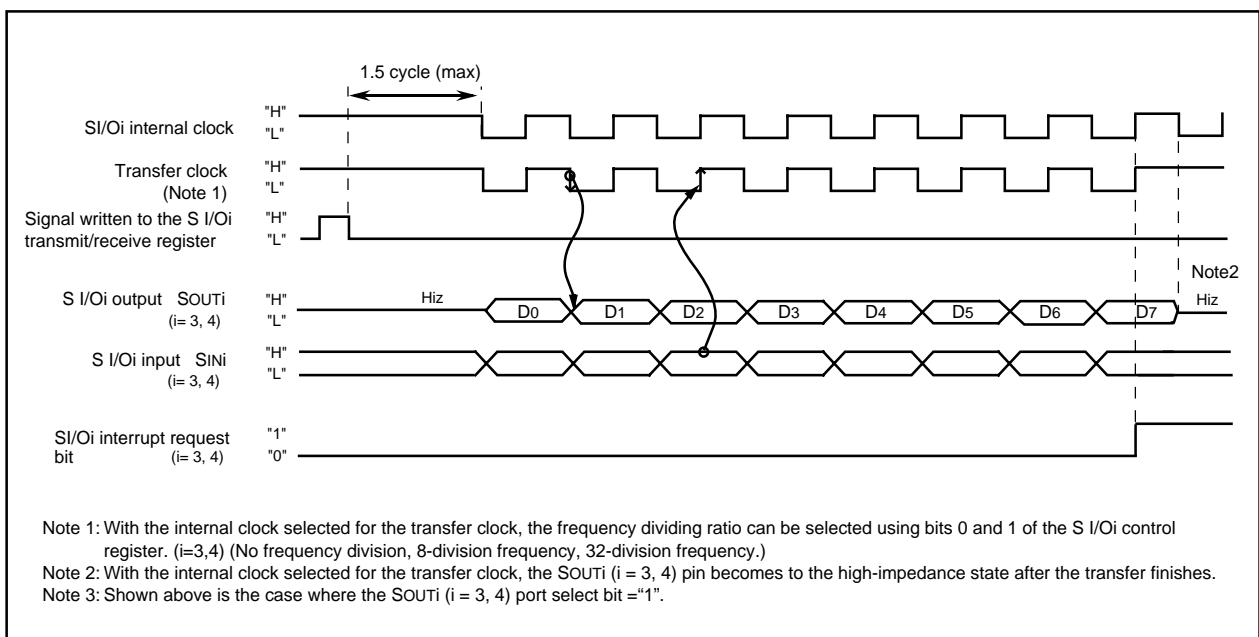 1.5 cycle (max)
SI/Oi internal clock "H" "L"
Transfer clock "H"
(Note 1) "L"
Signal written to the S I/Oi "H"
transmit/receive register "L"
Note2
S I/Oi output SOUTi "H" Hiz D0 D1 D2 D3 D4 D5 D6 D7 Hiz
(i= 3, 4) "L"
S I/Oi input SINi "H"
(i= 3, 4) "L"
SI/Oi interrupt request "1"
bit (i= 3, 4) "0"
Note 1: With the internal clock selected for the transfer clock, the frequency dividing ratio can be selected using bits 0 and 1 of the S I/Oi control
register. (i=3,4) (No frequency division, 8-division frequency, 32-division frequency.)
Note 2: With the internal clock selected for the transfer clock, the SOUTi (i = 3, 4) pin becomes to the high-impedance state after the transfer finishes.
Note 3: Shown above is the case where the SOUTi (i = 3, 4) port select bit =“1”.